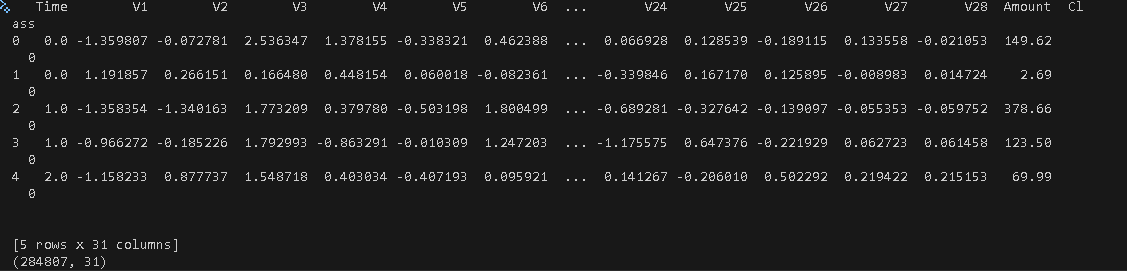 Time V1 V2 V3 V4 V5 V6 ... V24 V25 V26 V27 V28 Amount Cl
ass
0 0.0 -1.359807 -0.072781 2.536347 1.378155 -0.338321 0.462388 ... 0.066928 0.128539 -0.189115 0.133558 -0.021053 149.62
0
1 0.0 1.191857 0.266151 0.166480 0.448154 0.060018 -0.082361 ... -0.339846 0.167170 0.125895 -0.008983 0.014724 2.69
0
2 1.0 -1.358354 -1.340163 1.773209 0.379780 -0.503198 1.800499 ... -0.689281 -0.327642 -0.139097 -0.055353 -0.059752 378.66
0
3 1.0 -0.966272 -0.185226 1.792993 -0.863291 -0.010309 1.247203 ... -1.175575 0.647376 -0.221929 0.062723 0.061458 123.50
0
4 2.0 -1.158233 0.877737 1.548718 0.403034 -0.407193 0.095921 ... 0.141267 -0.206010 0.502292 0.219422 0.215153 69.99
0
[5 rows x 31 columns]
(284807, 31)